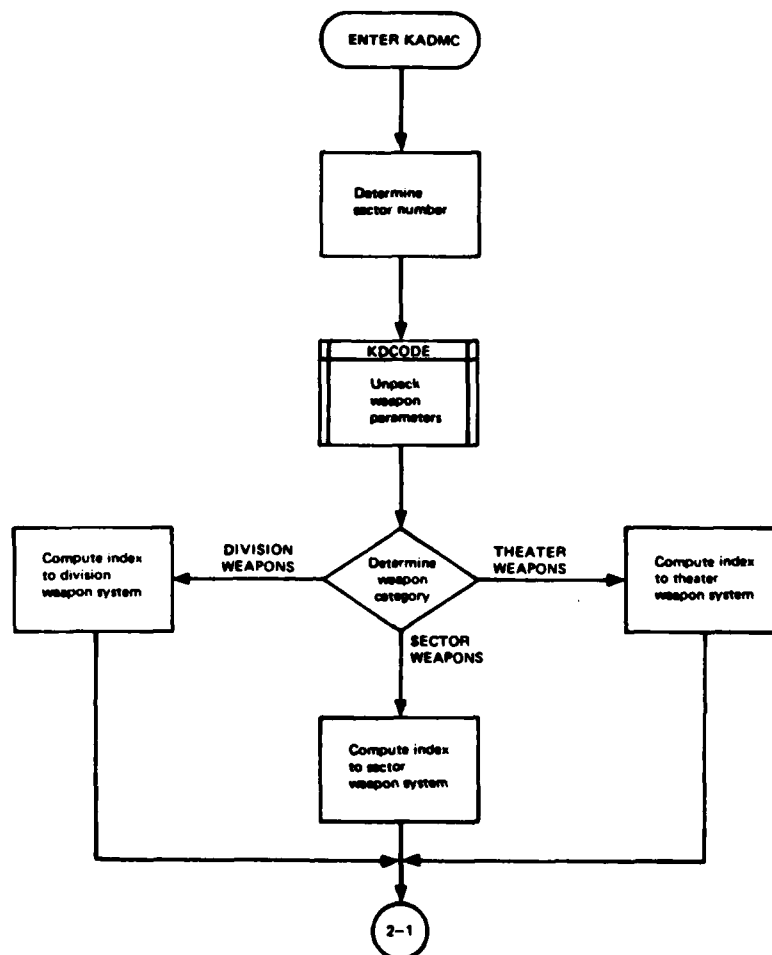 ENTER KADMC
Determine
sector number
KDCODE
Unpack
weapon
parameters
DIVISION
WEAPONS
THEATER
WEAPONS
Compute index
to division
weapon system
Determine
weapon
category
Compute index
to theater
weapon system
SECTOR
WEAPONS
Compute index
to sector
weapon system
2-1